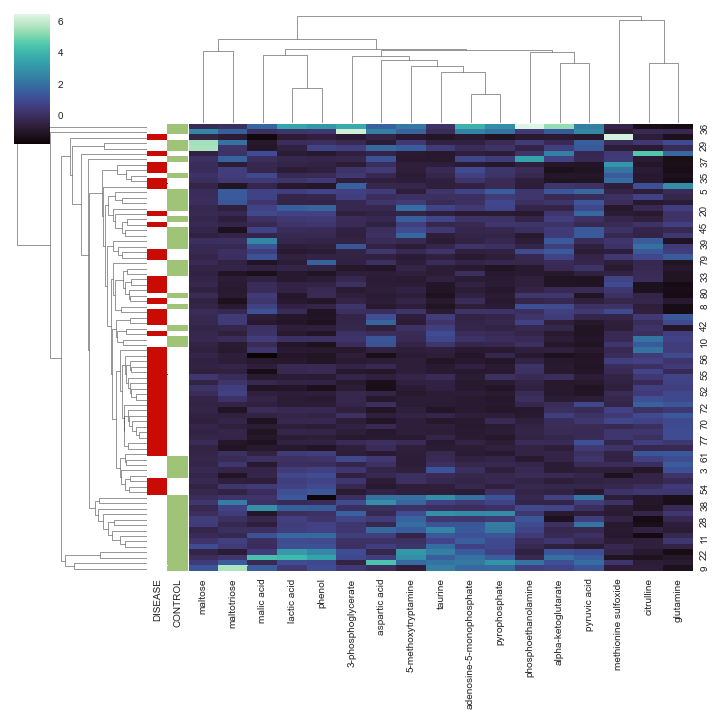 6
4
2
0
36
29
37
35
5
20
45
39
79
33
80
8
42
10
56
55
52
72
70
77
61
3
54
38
28
11
22
9
DISEASE
CONTROL
maltose
maltotriose
malic acid
lactic acid
phenol
3-phosphoglycerate
aspartic acid
5-methoxytryptamine
taurine
adenosine-5-monophosphate
pyrophosphate
phosphoethanolamine
alpha-ketoglutarate
pyruvic acid
methionine sulfoxide
citrulline
glutamine